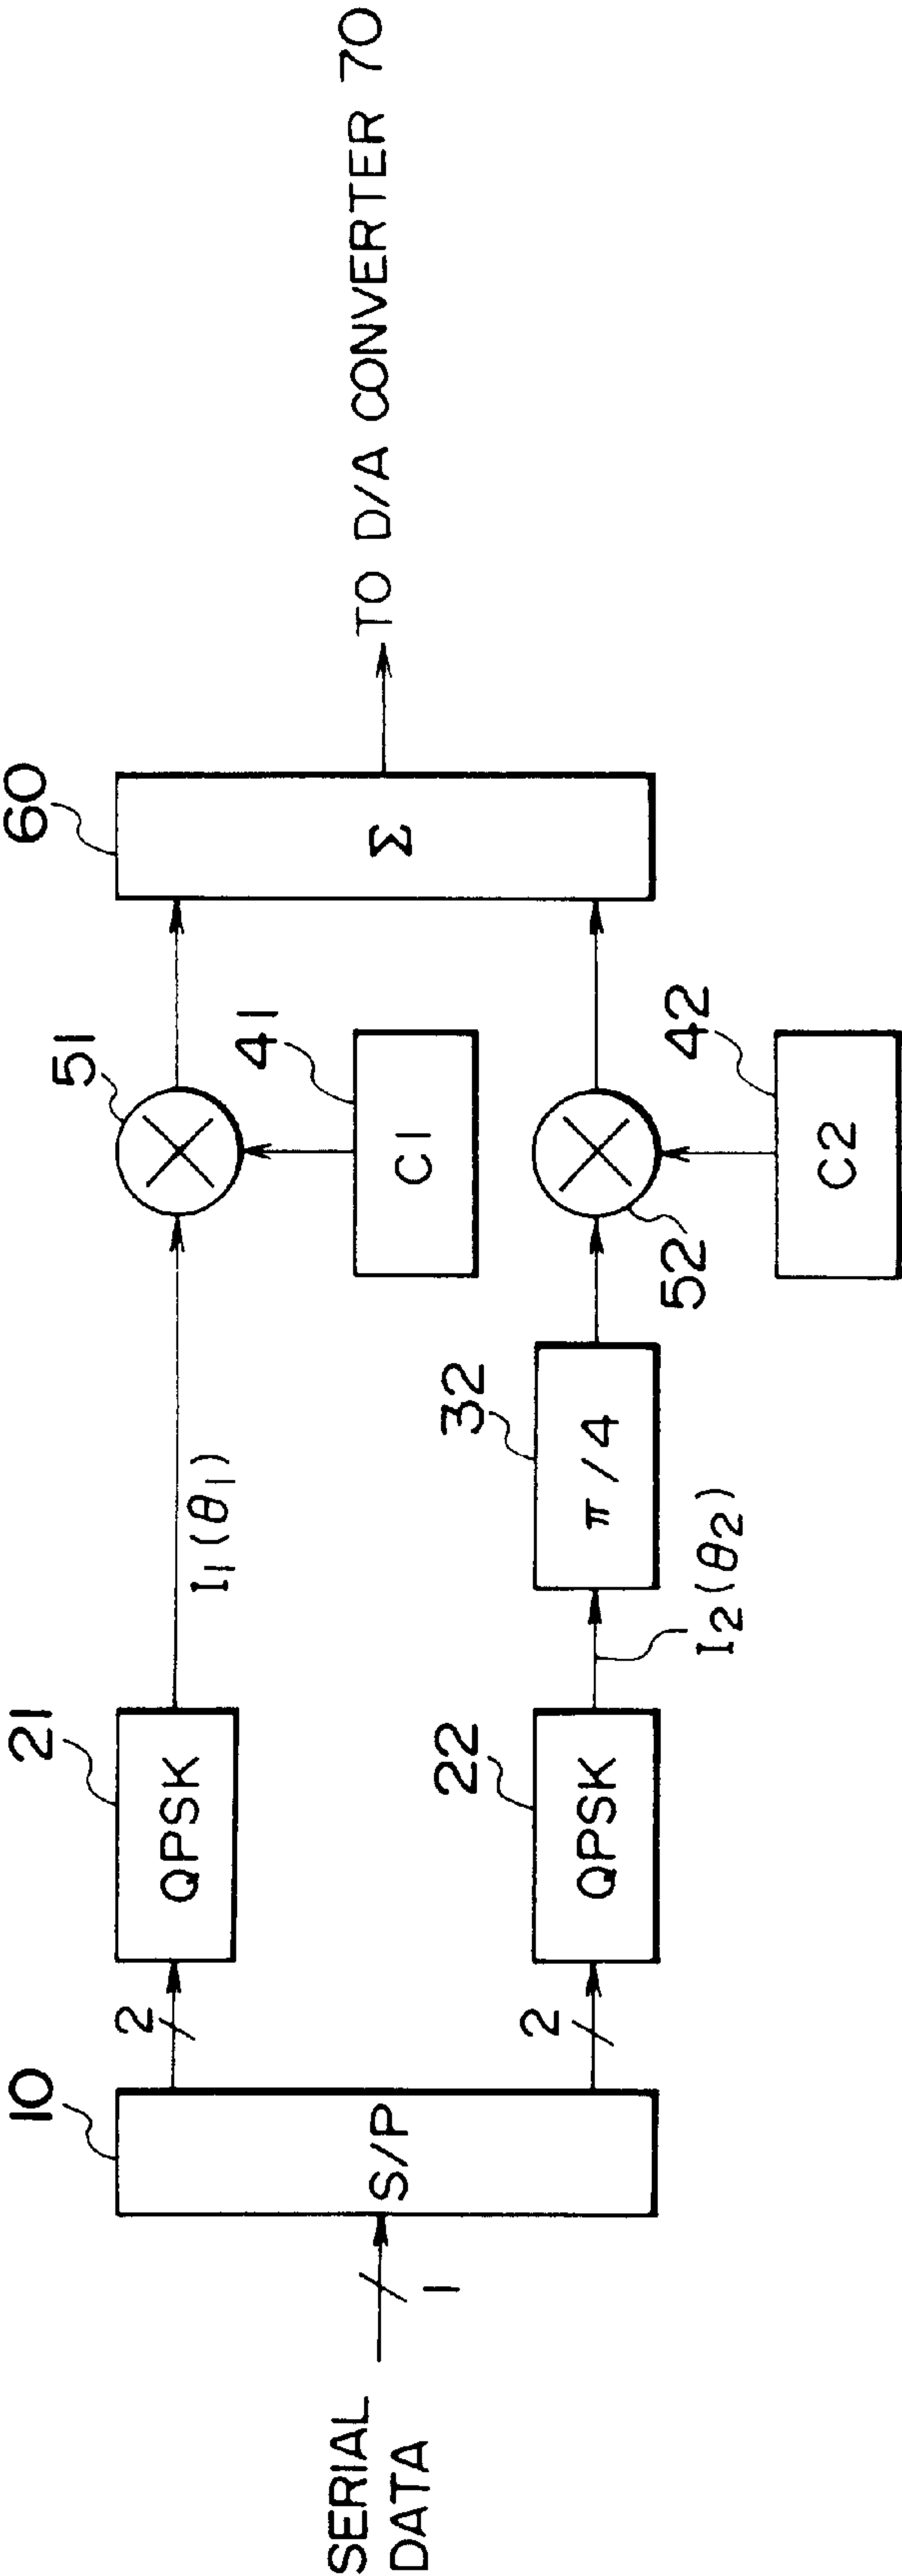 SERIAL
DATA
1
10
S/P
2
2
21
QPSK
22
QPSK
I1(θ1)
I2(θ2)
32
π/4
51
52
41
C1
42
C2
60
Σ
TO D/A CONVERTER 70